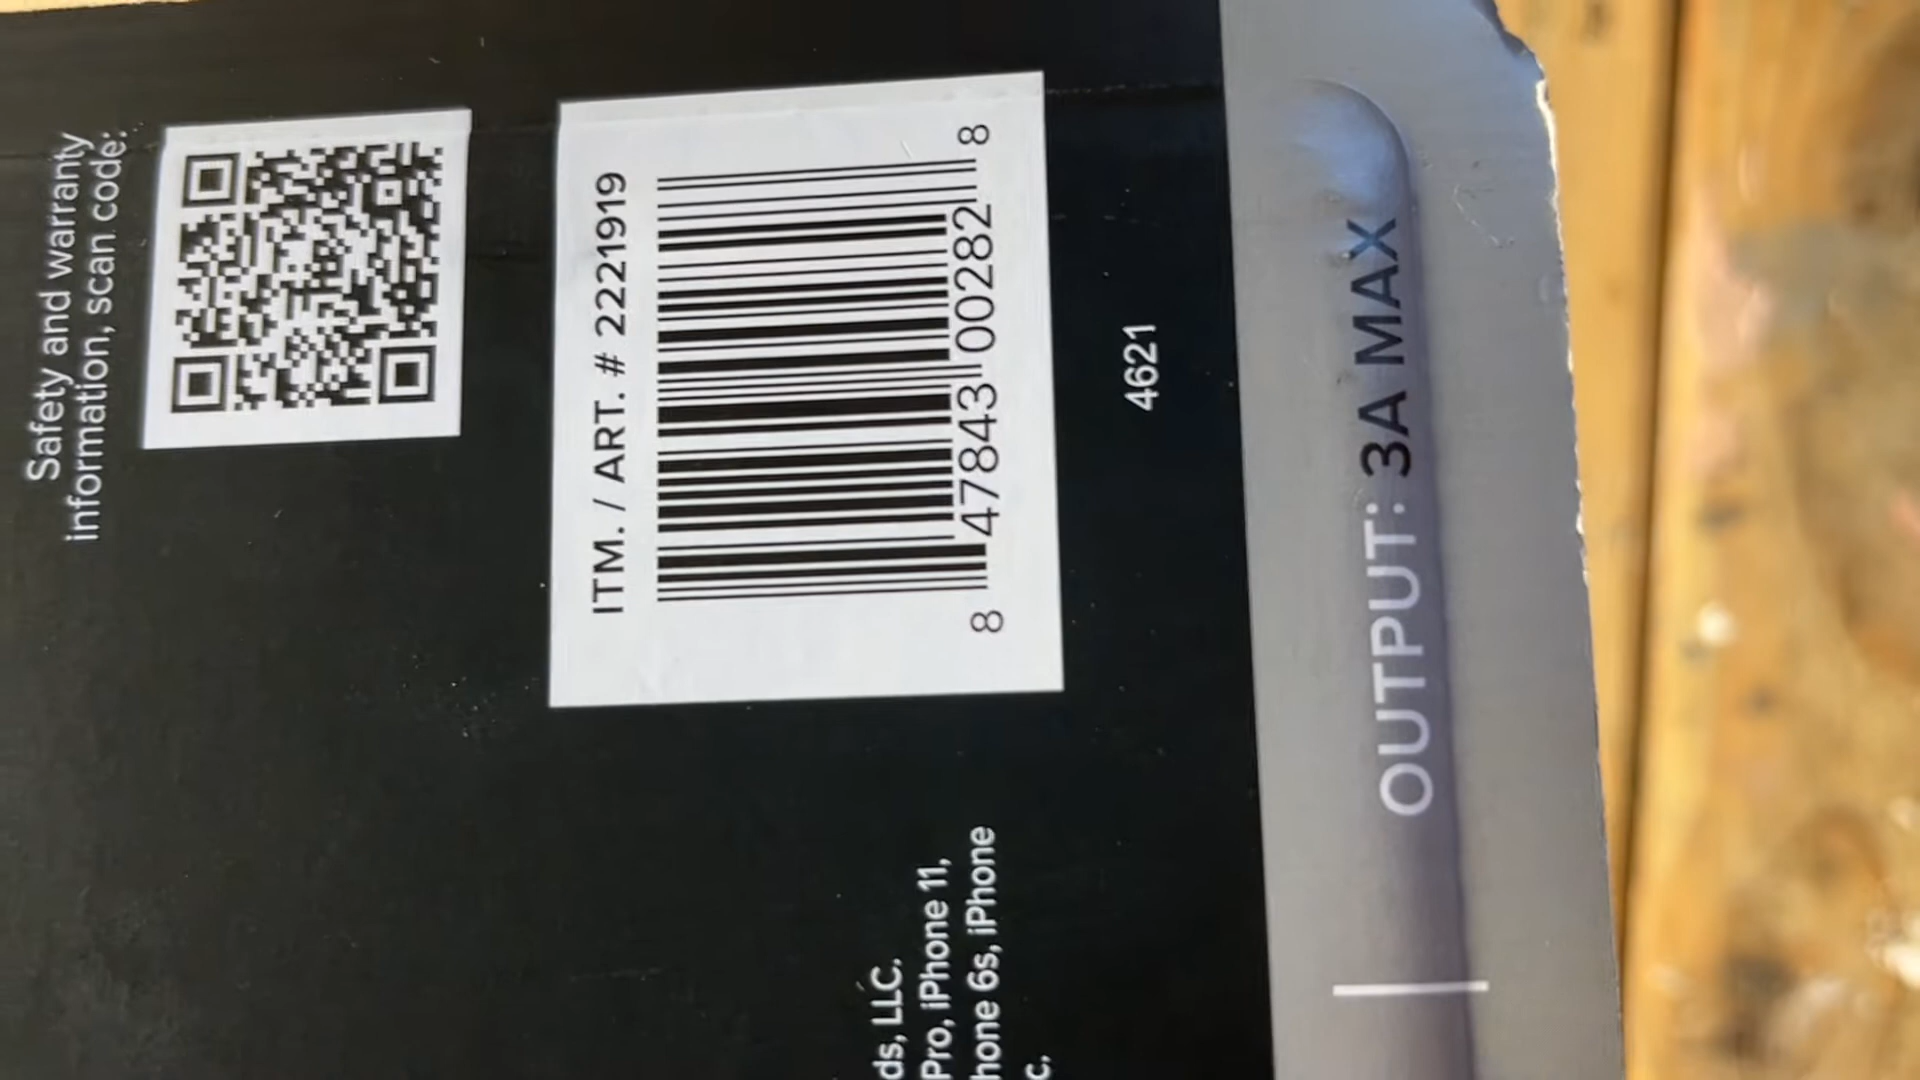 Safety and warranty
information, scan code:
ITM. / ART. # 2221919
8 47843 00282 8
4621
ds, LLC.
Pro, iPhone 11,
hone 6s, iPhone
c.
OUTPUT: 3A MAX